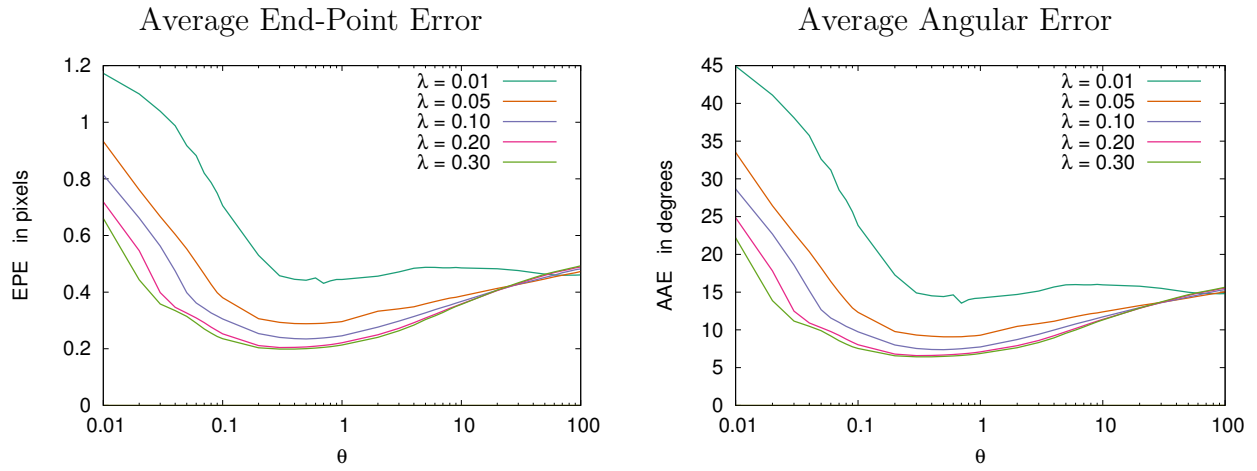 Average End-Point Error
1.2
1
0.8
0.6
0.4
0.2
0
0.01
0.1
1
10
100
EPE in pixels
θ
λ = 0.01
λ = 0.05
λ = 0.10
λ = 0.20
λ = 0.30
Average Angular Error
45
40
35
30
25
20
15
10
5
0
0.01
0.1
1
10
100
AAE in degrees
θ
λ = 0.01
λ = 0.05
λ = 0.10
λ = 0.20
λ = 0.30